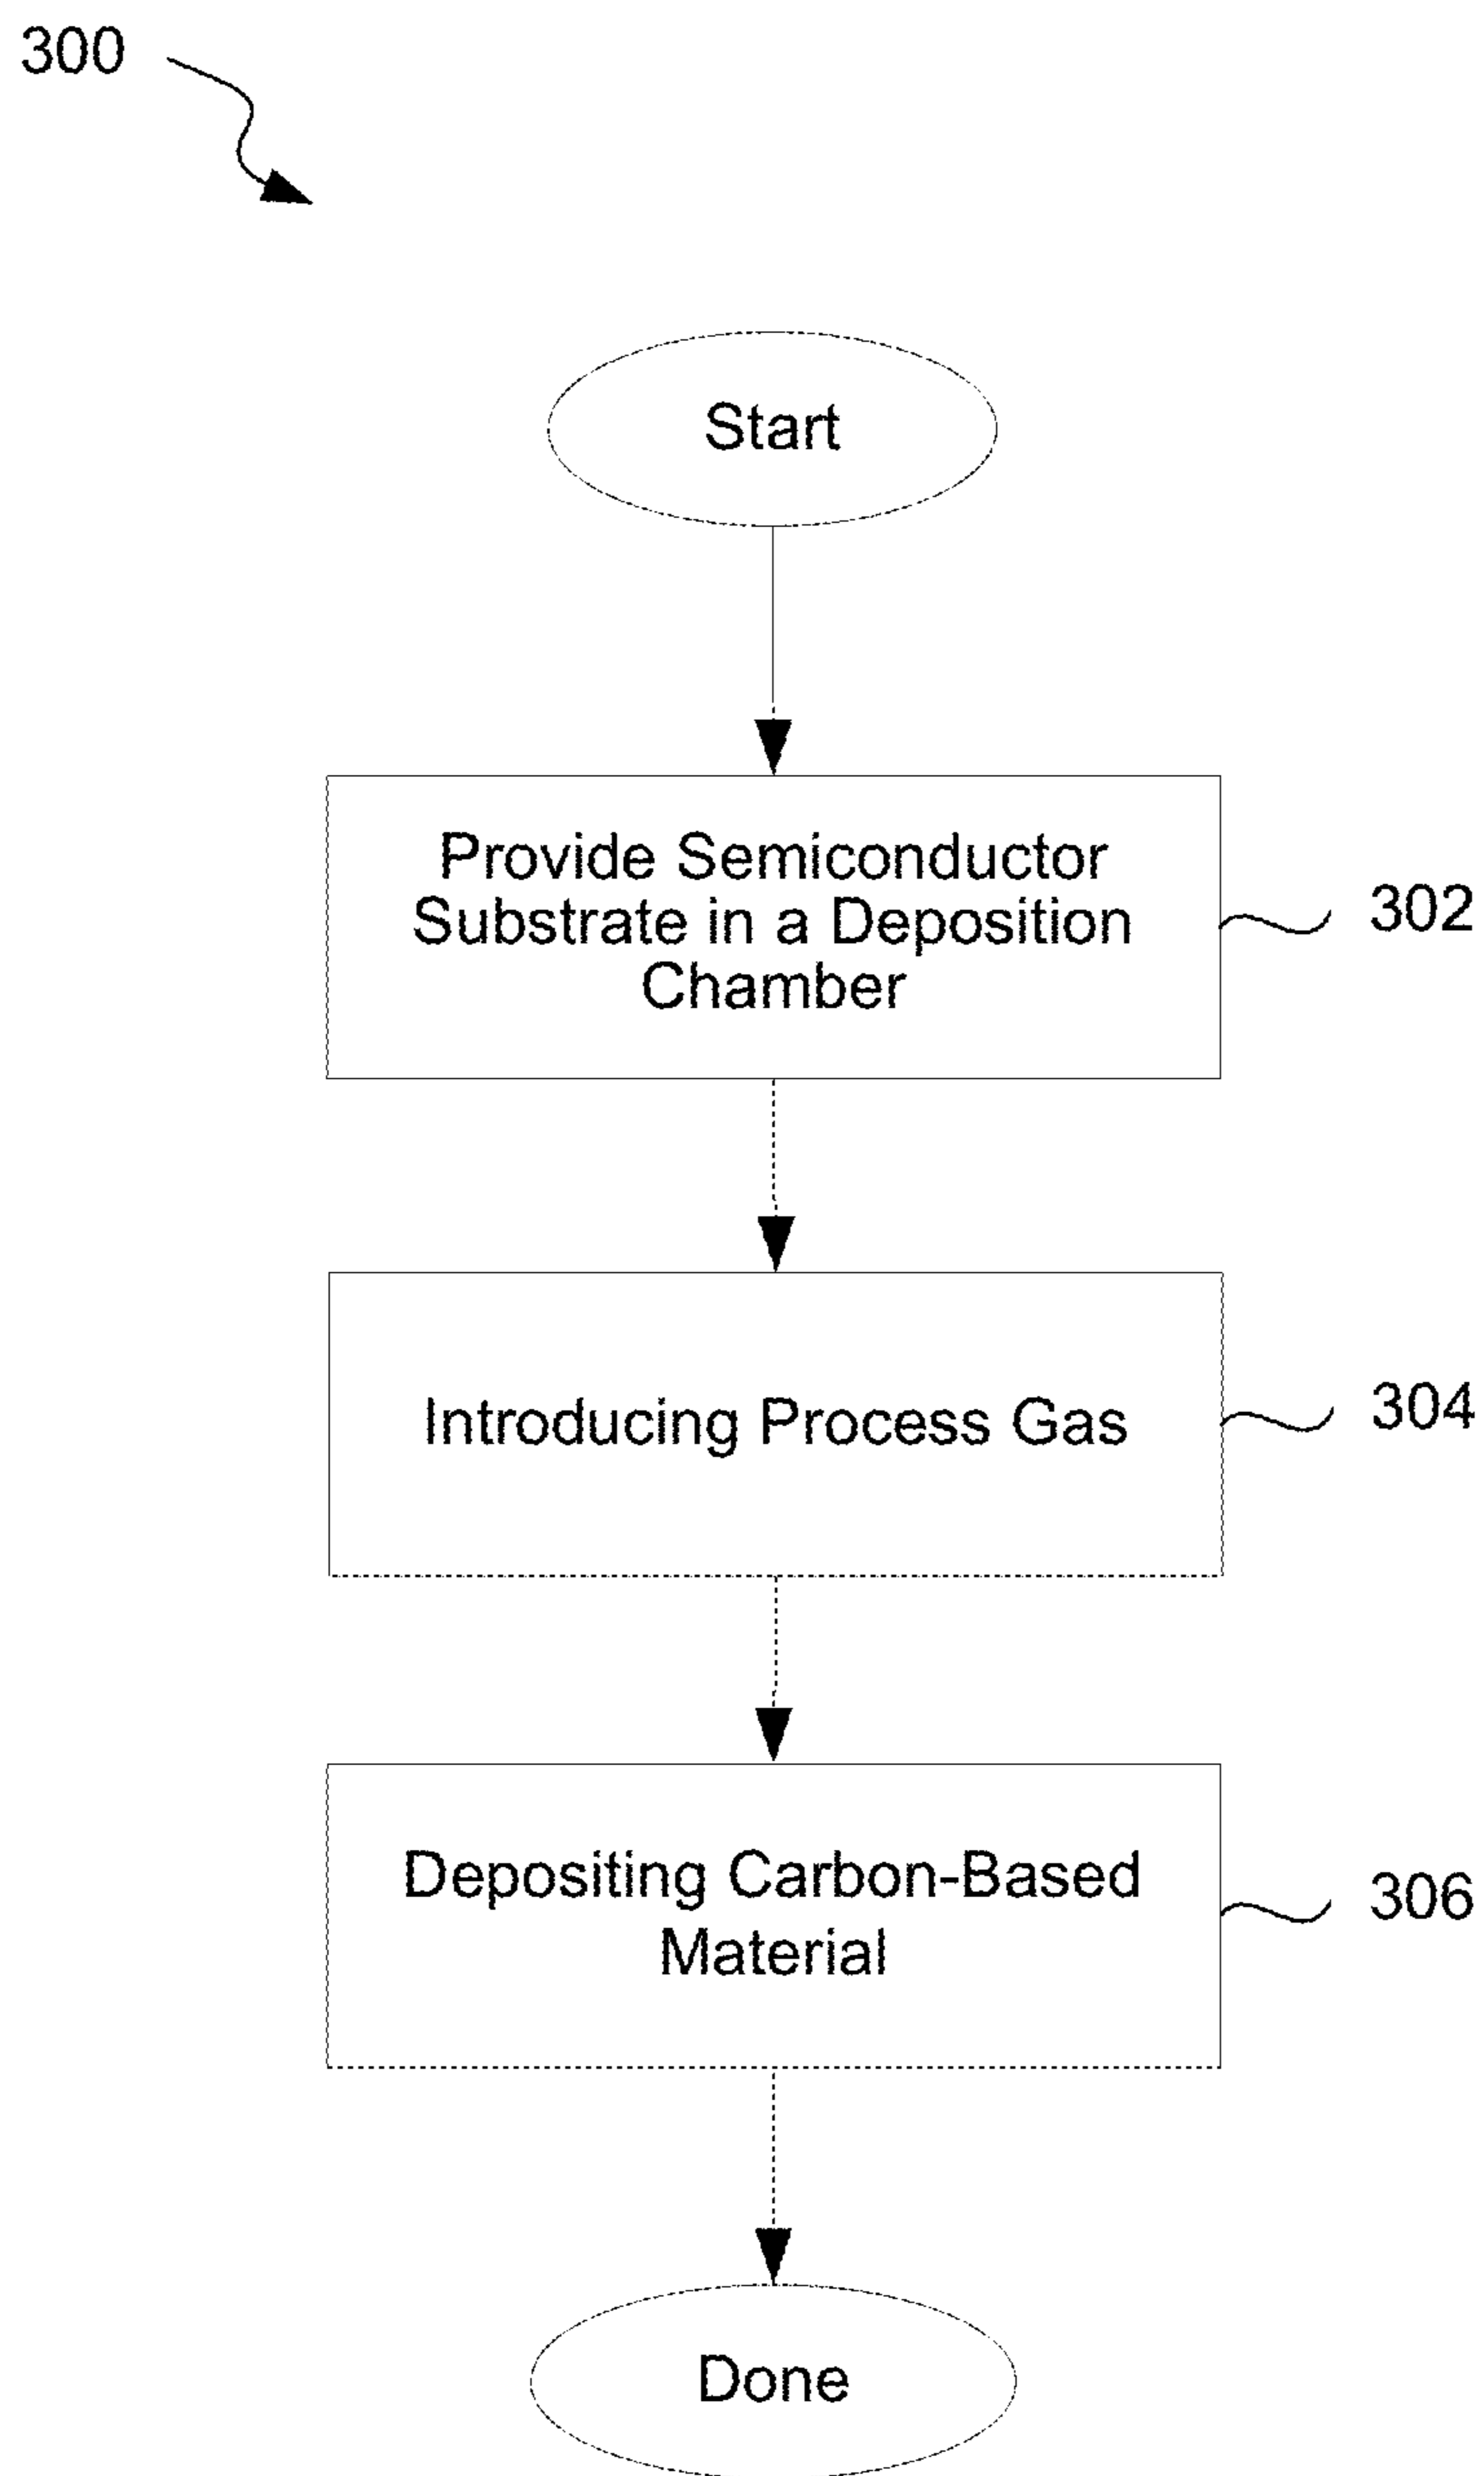 300
Start
Provide Semiconductor
Substrate in a Deposition
Chamber
302
Introducing Process Gas
304
Depositing Carbon-Based
Material
306
Done